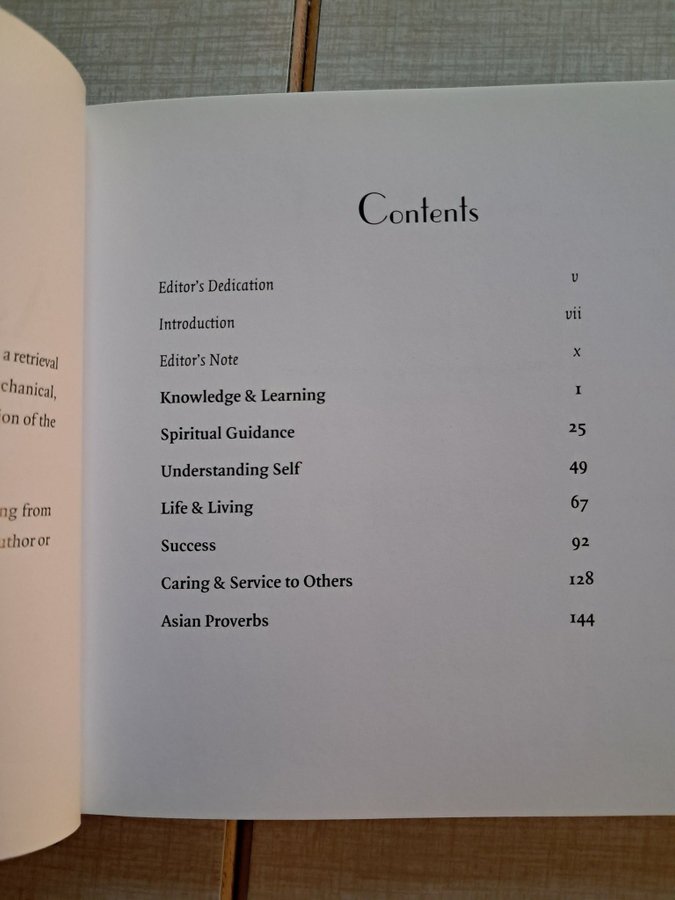 a retrieval
chanical,
ion of the
ng from
uthor or
Contents
Editor's Dedication v
Introduction vii
Editor's Note x
Knowledge & Learning 1
Spiritual Guidance 25
Understanding Self 49
Life & Living 67
Success 92
Caring & Service to Others 128
Asian Proverbs 144